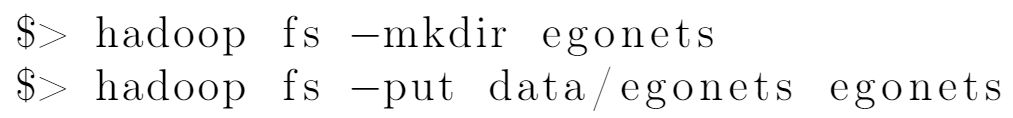 $> hadoop fs −mkdir egonets
$> hadoop fs −put data/egonets egonets